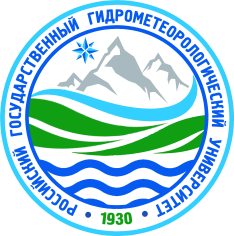 РОССИЙСКИЙ ГОСУДАРСТВЕННЫЙ ГИДРОМЕТЕОРОЛОГИЧЕСКИЙ УНИВЕРСИТЕТ
• 1930 •